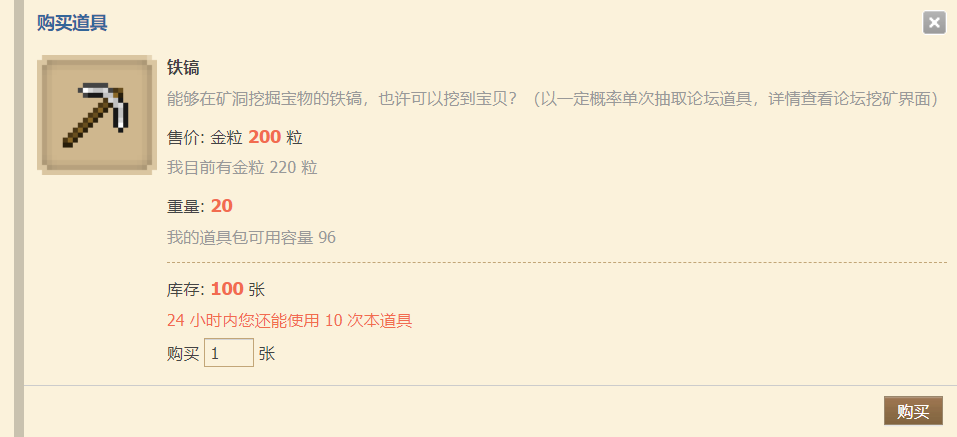 购买道具
铁镐
能够在矿洞挖掘宝物的铁镐，也许可以挖到宝贝？（以一定概率单次抽取论坛道具，详情查看论坛挖矿界面）
售价: 金粒 200 粒
我目前有金粒 220 粒
重量: 20
我的道具包可用容量 96
库存: 100 张
24 小时内您还能使用 10 次本道具
购买 1 张
购买